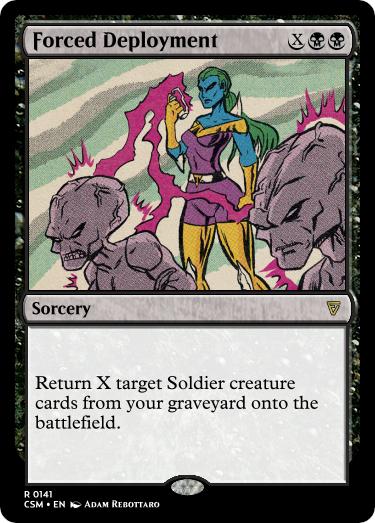 Forced Deployment X
Sorcery
Return X target Soldier creature
cards from your graveyard onto the
battlefield.
R 0141
CSM • EN Adam Rebottaro